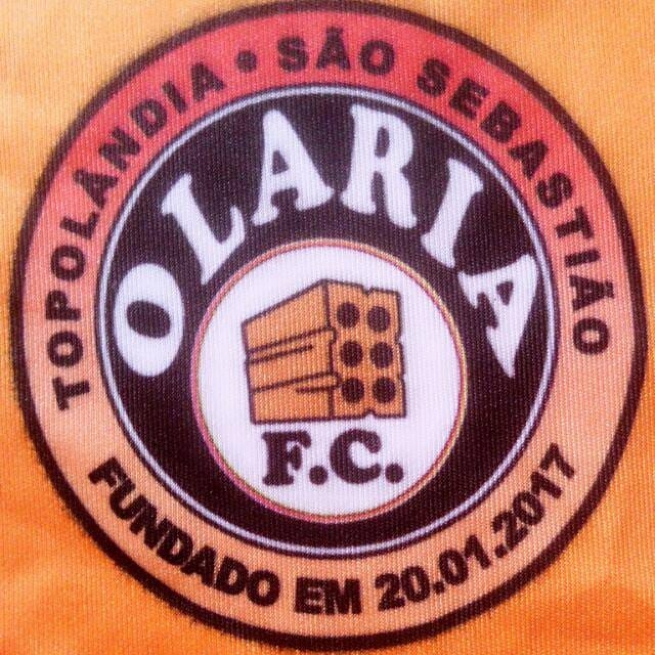 TOPOLÂNDIA • SÃO SEBASTIÃO
OLARIA
F.C.
FUNDADO EM 20.01.2017